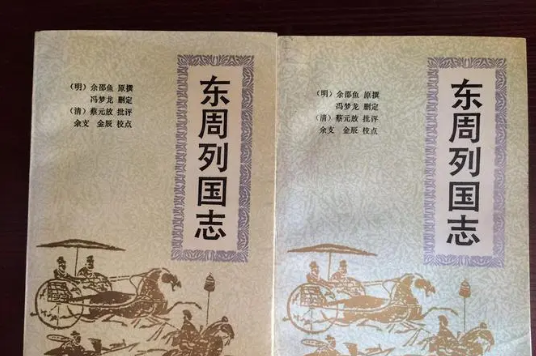 东周列国志
（明）余邵鱼 原撰
冯梦龙 删定
（清）蔡元放 批评
余支 金辰 校点
东周列国志
（明）余邵鱼 原撰
冯梦龙 删定
（清）蔡元放 批评
余支 金辰 校点